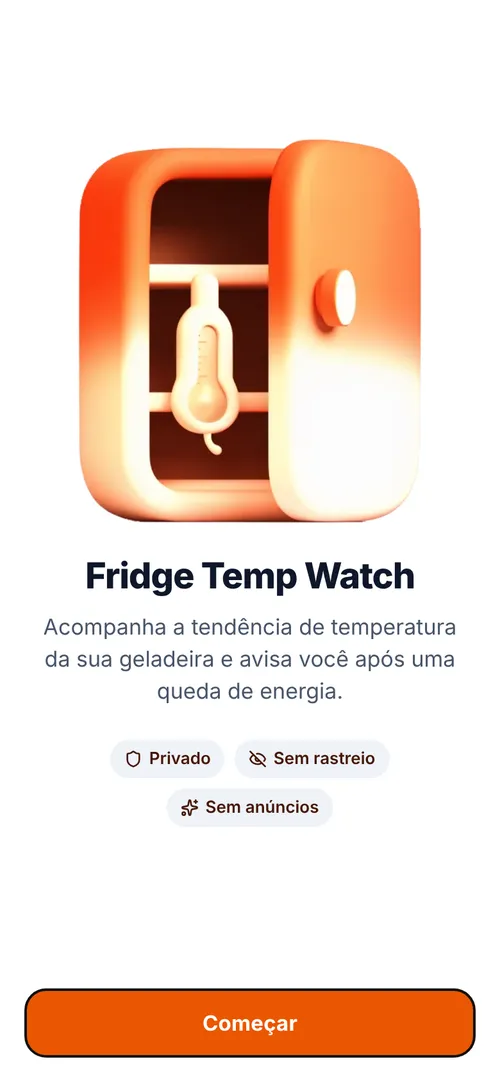 Fridge Temp Watch
Acompanha a tendência de temperatura
da sua geladeira e avisa você após uma
queda de energia.
Privado
Sem rastreio
Sem anúncios
Começar